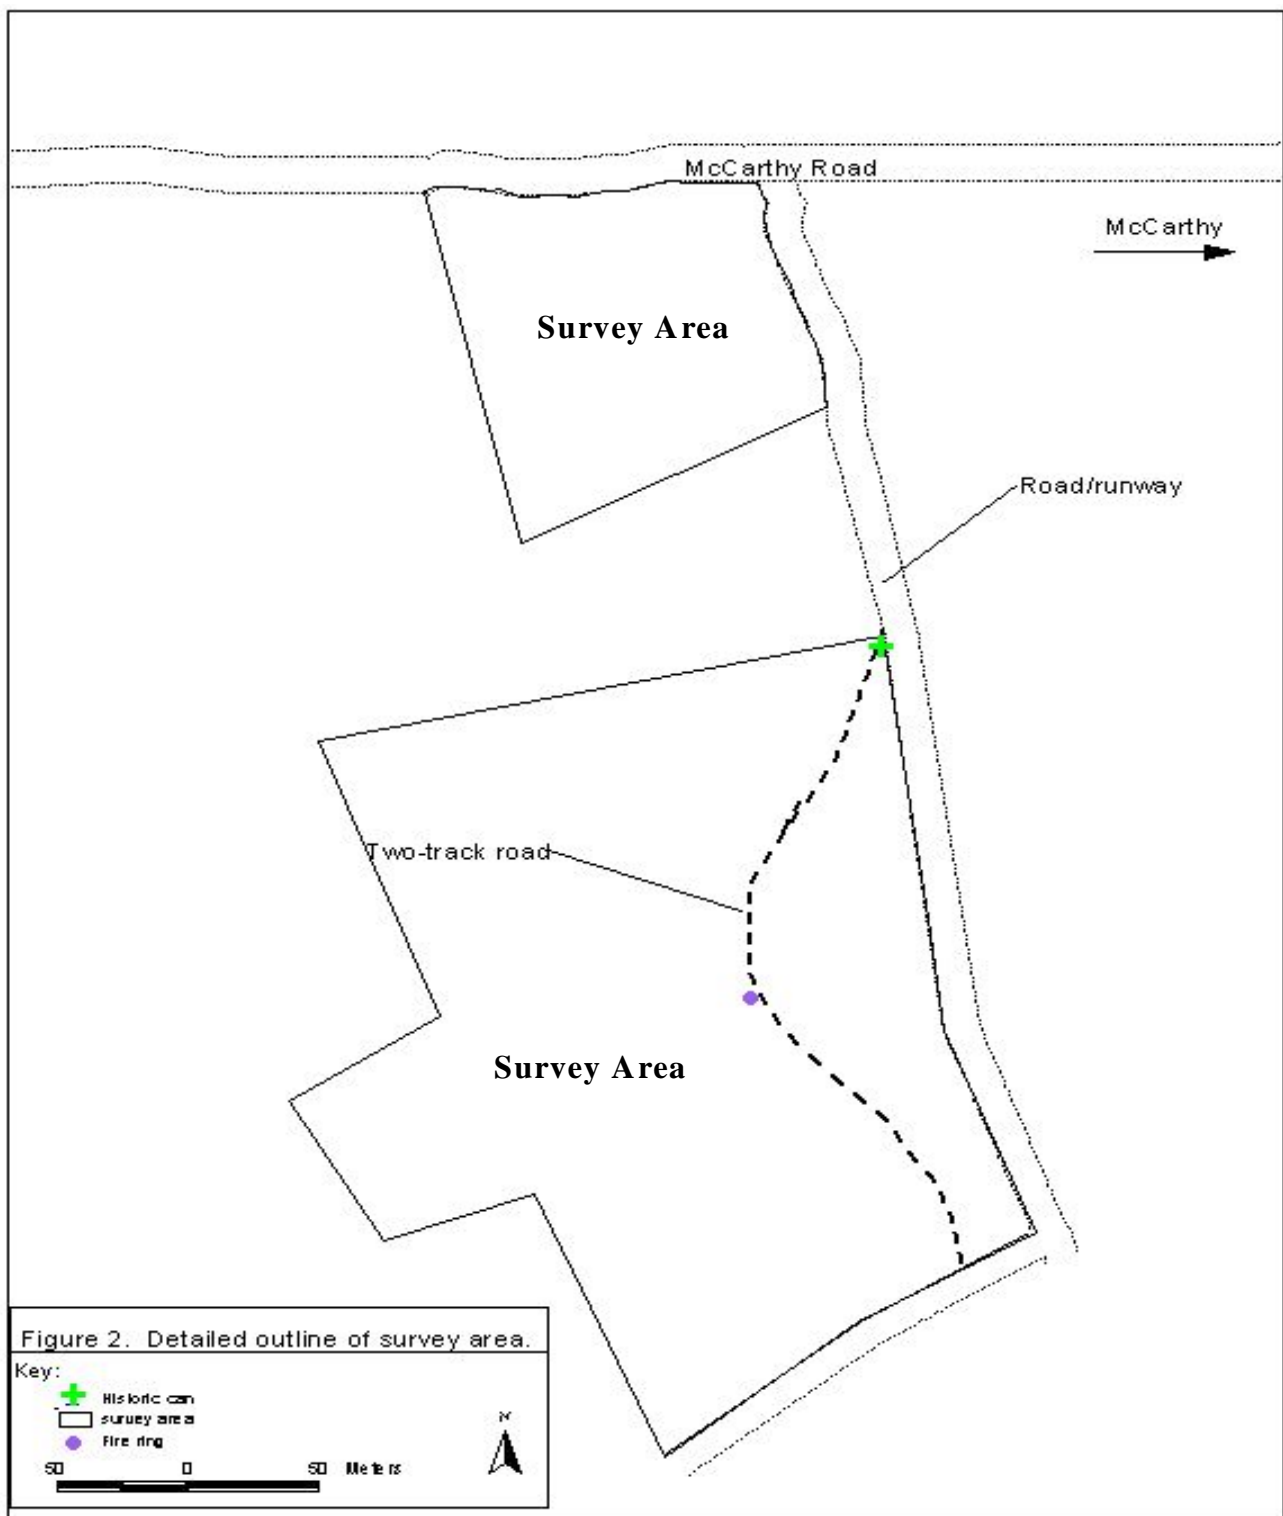 McCarthy Road
McCarthy
Survey Area
Road/runway
Two-track road
Survey Area
Figure 2. Detailed outline of survey area.
Key:
Historic can
survey area
Fire ring
N
50 0 50 Meters